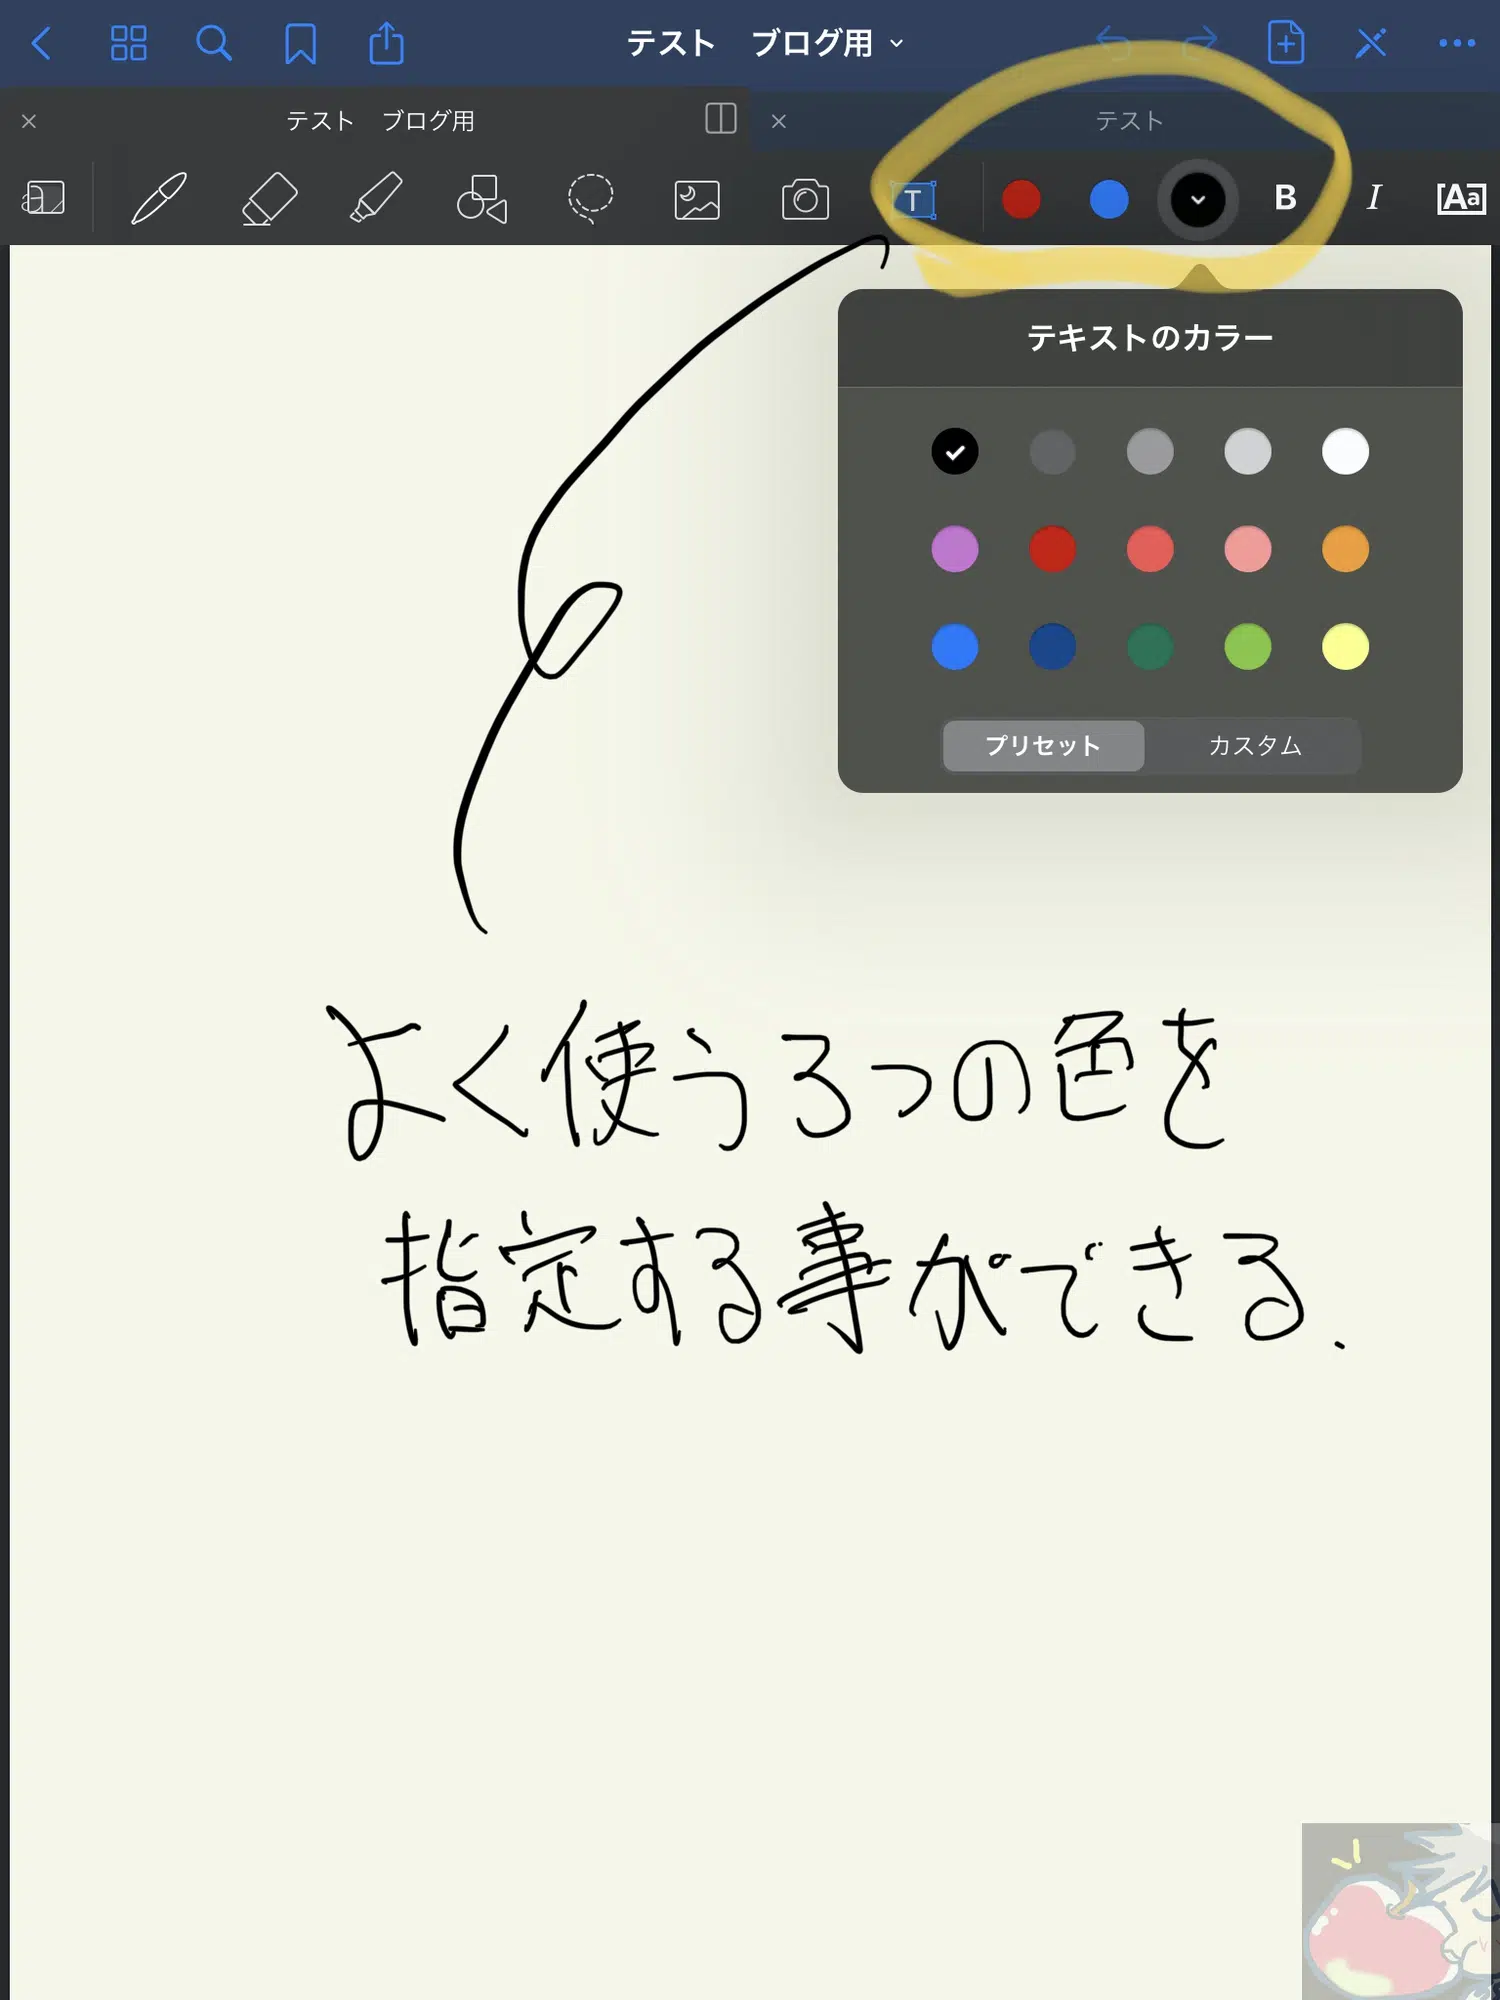 テスト　ブログ用
テスト　ブログ用
テスト
T
B
I
Aa
テキストのカラー
プリセット
カスタム
よく使う3つの色を
指定する事ができる.